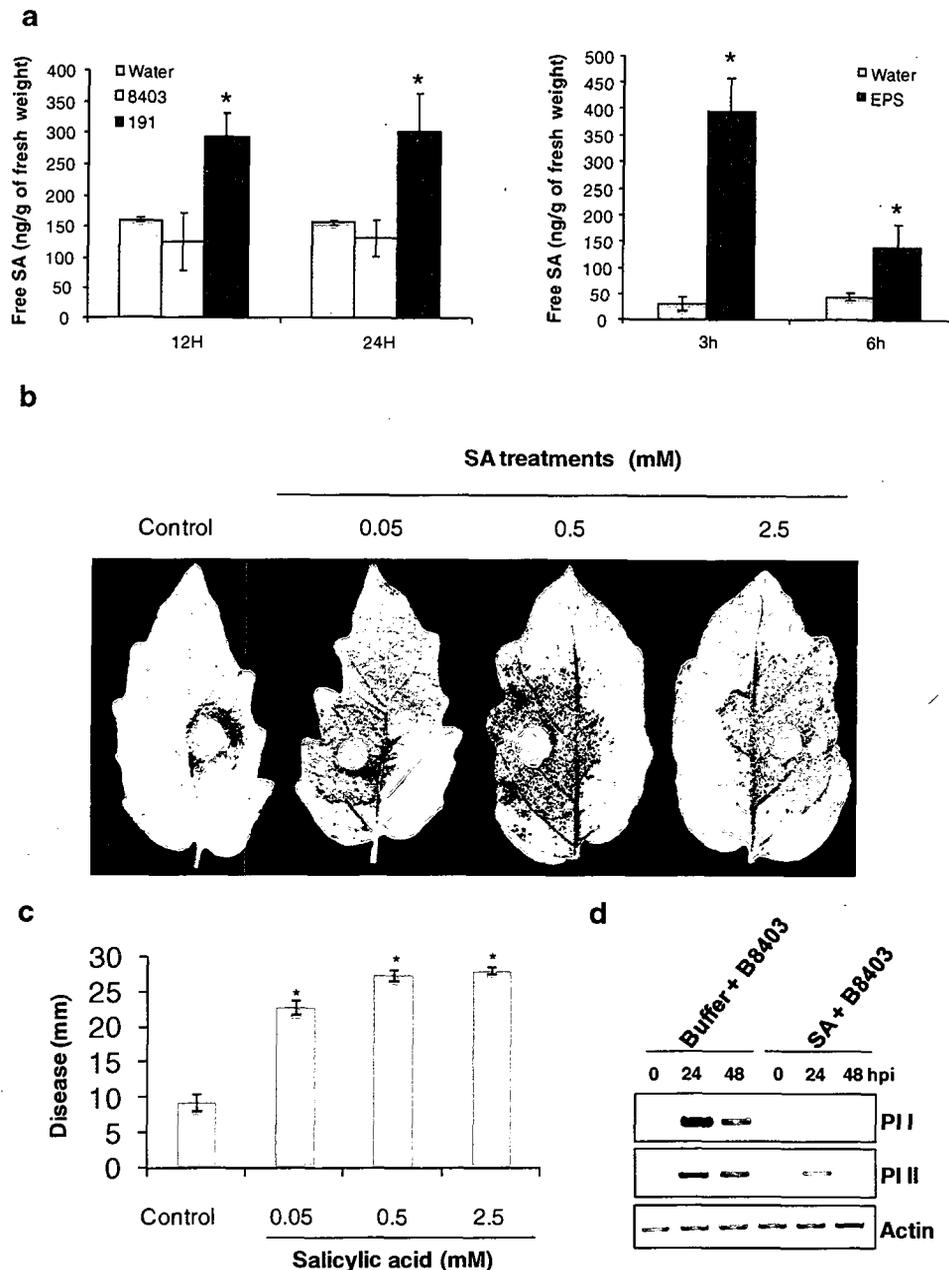 a
Free SA (ng/g of fresh weight)
400
350
300
250
200
150
100
50
0
Water
8403
191
*
*
12H
24H
Free SA (ng/g of fresh weight)
500
450
400
350
300
250
200
150
100
50
0
Water
EPS
*
*
3h
6h
b
SA treatments (mM)
Control
0.05
0.5
2.5
c
Disease (mm)
30
25
20
15
10
5
0
*
*
*
Control
0.05
0.5
2.5
Salicylic acid (mM)
d
Buffer + B8403
SA + B8403
0 24 48 0 24 48 hpi
PI I
PI II
Actin